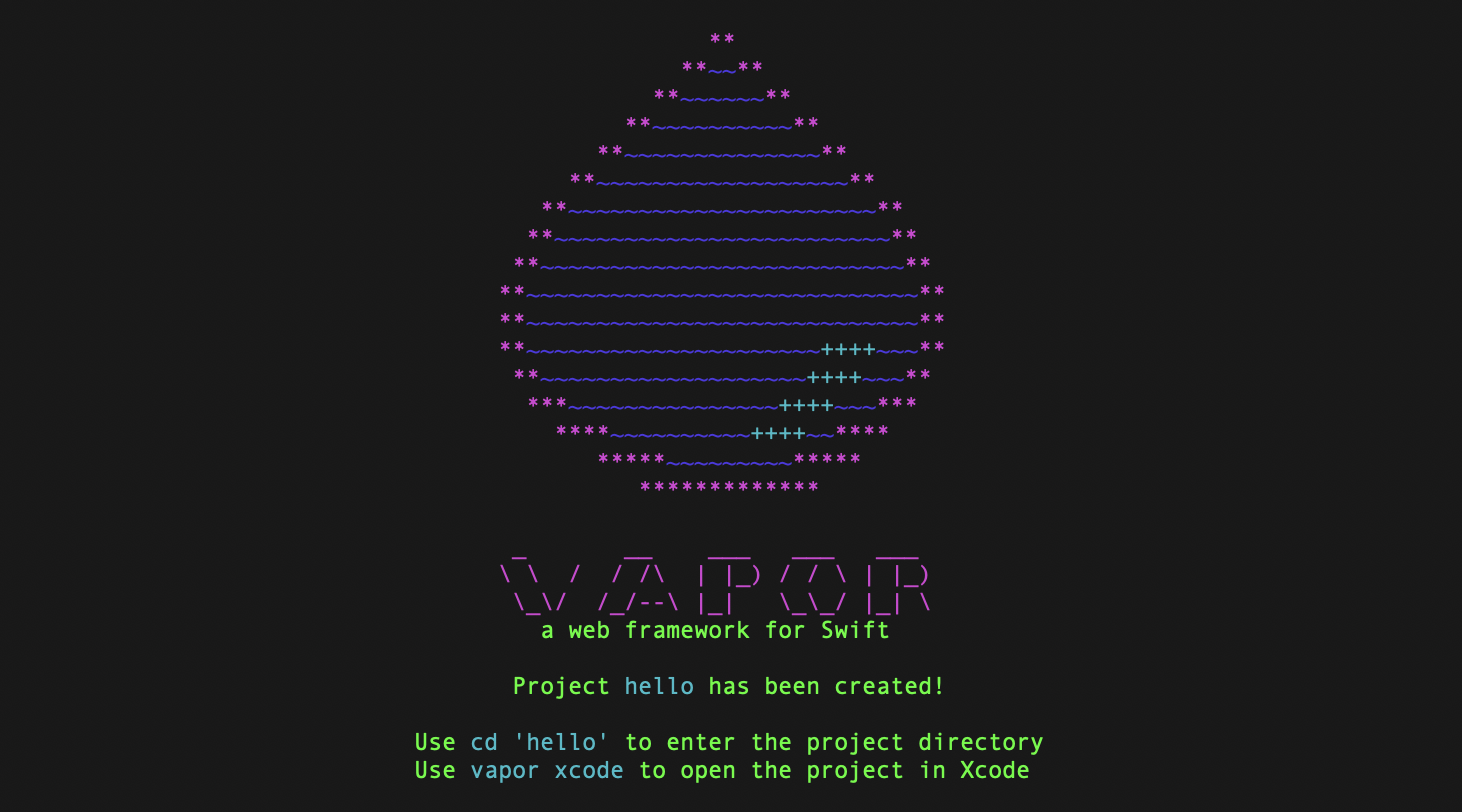 VAPOR
a web framework for Swift
Project hello has been created!
Use cd 'hello' to enter the project directory
Use vapor xcode to open the project in Xcode